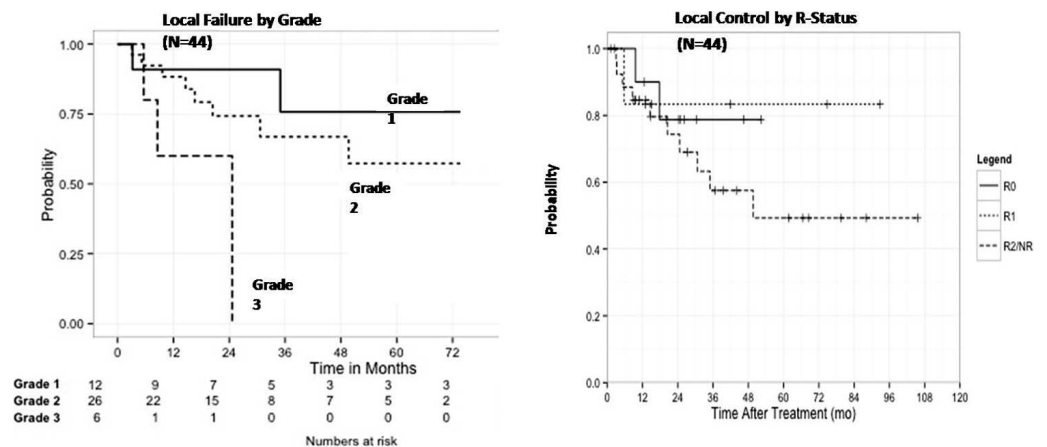 Local Failure by Grade
(N=44)
1.00
0.75
0.50
0.25
0.00
Probability
Grade
1
Grade
2
Grade
3
0 12 24 36 48 60 72
Time in Months
Grade 1 12 9 7 5 3 3 3
Grade 2 26 22 15 8 7 5 2
Grade 3 6 1 1 0 0 0 0
Numbers at risk
Local Control by R-Status
(N=44)
1.0
0.8
0.6
0.4
0.2
0.0
Probability
0 12 24 36 48 60 72 84 96 108 120
Time After Treatment (mo)
Legend
R0
R1
R2/NR